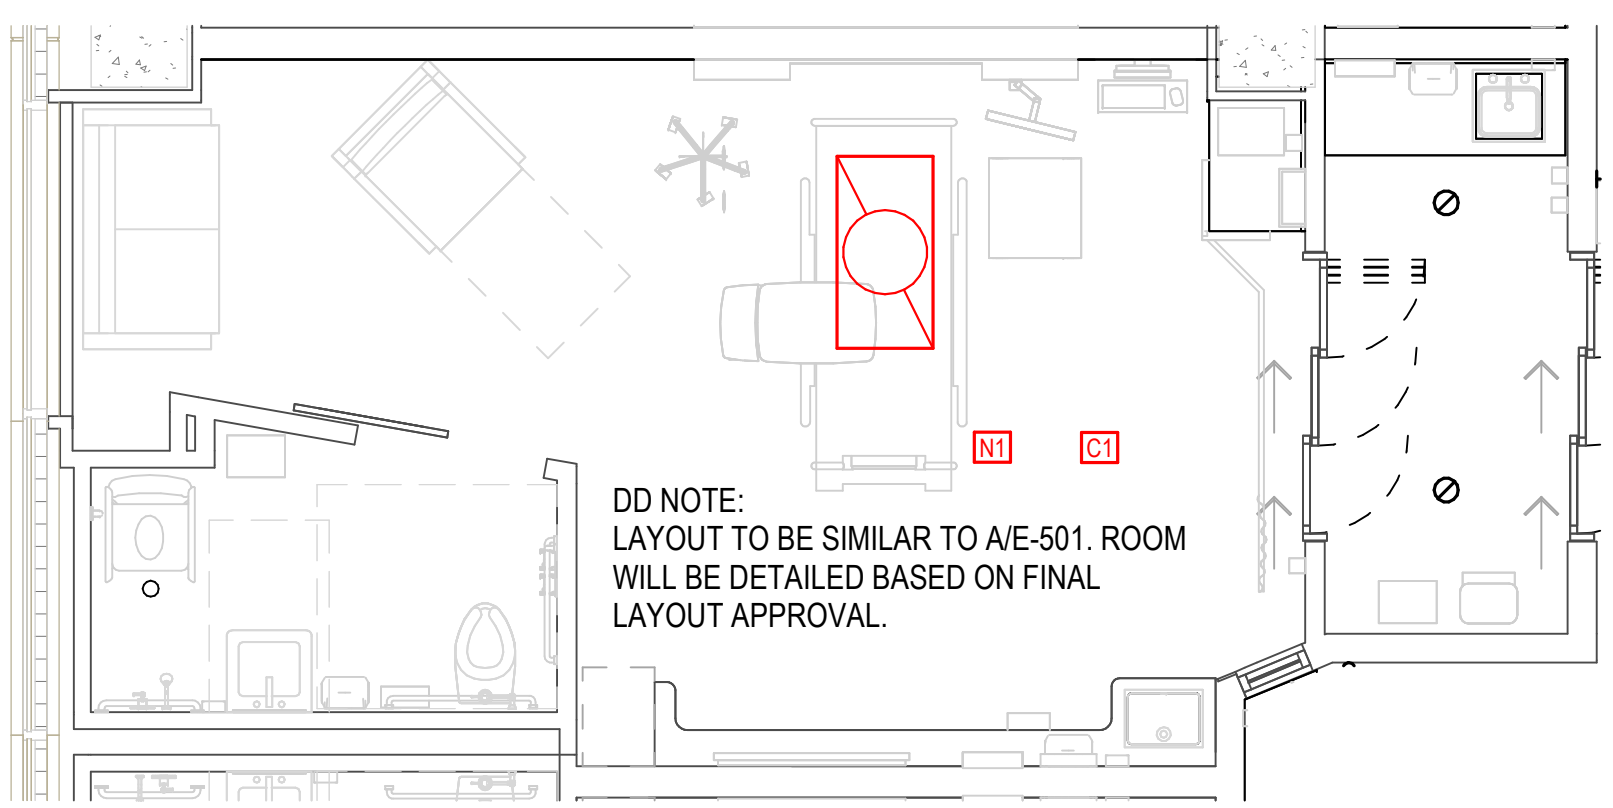 N1
C1
DD NOTE:
LAYOUT TO BE SIMILAR TO A/E-501. ROOM
WILL BE DETAILED BASED ON FINAL
LAYOUT APPROVAL.